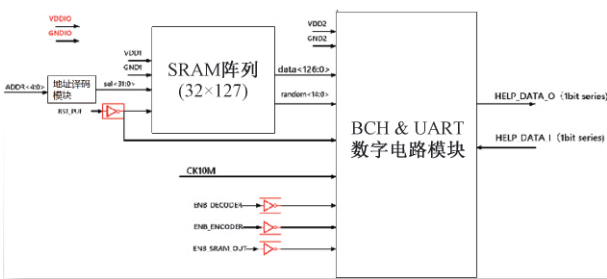 VDDIO
GNDIO
VDD1
GND1
VDD2
GND2
ADDR<4:0>
地址译码
模块
sel<31:0>
RST_PUF
SRAM阵列
(32×127)
data<126:0>
random<14:0>
BCH & UART
数字电路模块
HELP_DATA_O (1bit series)
HELP_DATA_I (1bit series)
CK10M
ENB_DECODER
ENB_ENCODER
ENB_SRAM_OUT